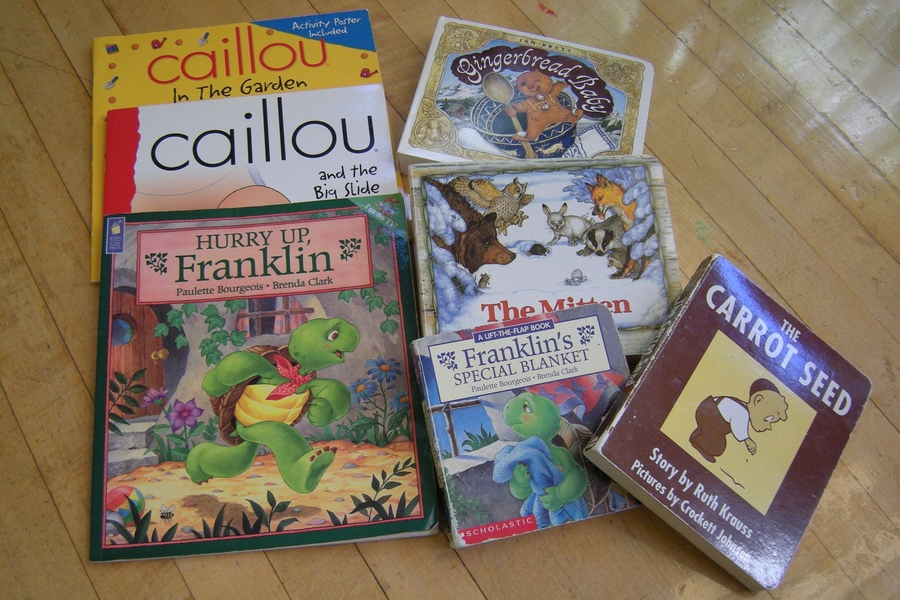 Activity Poster
Included
caillou
In The Garden
caillou
and the
Big Slide
HURRY UP,
Franklin
Paulette Bourgeois • Brenda Clark
JAN BRETT
Gingerbread Baby
The Mitten
A LIFT-THE-FLAP BOOK
Franklin's
SPECIAL BLANKET
Paulette Bourgeois • Brenda Clark
SCHOLASTIC
THE
CARROT SEED
Story by Ruth Krauss
Pictures by Crockett Johnson